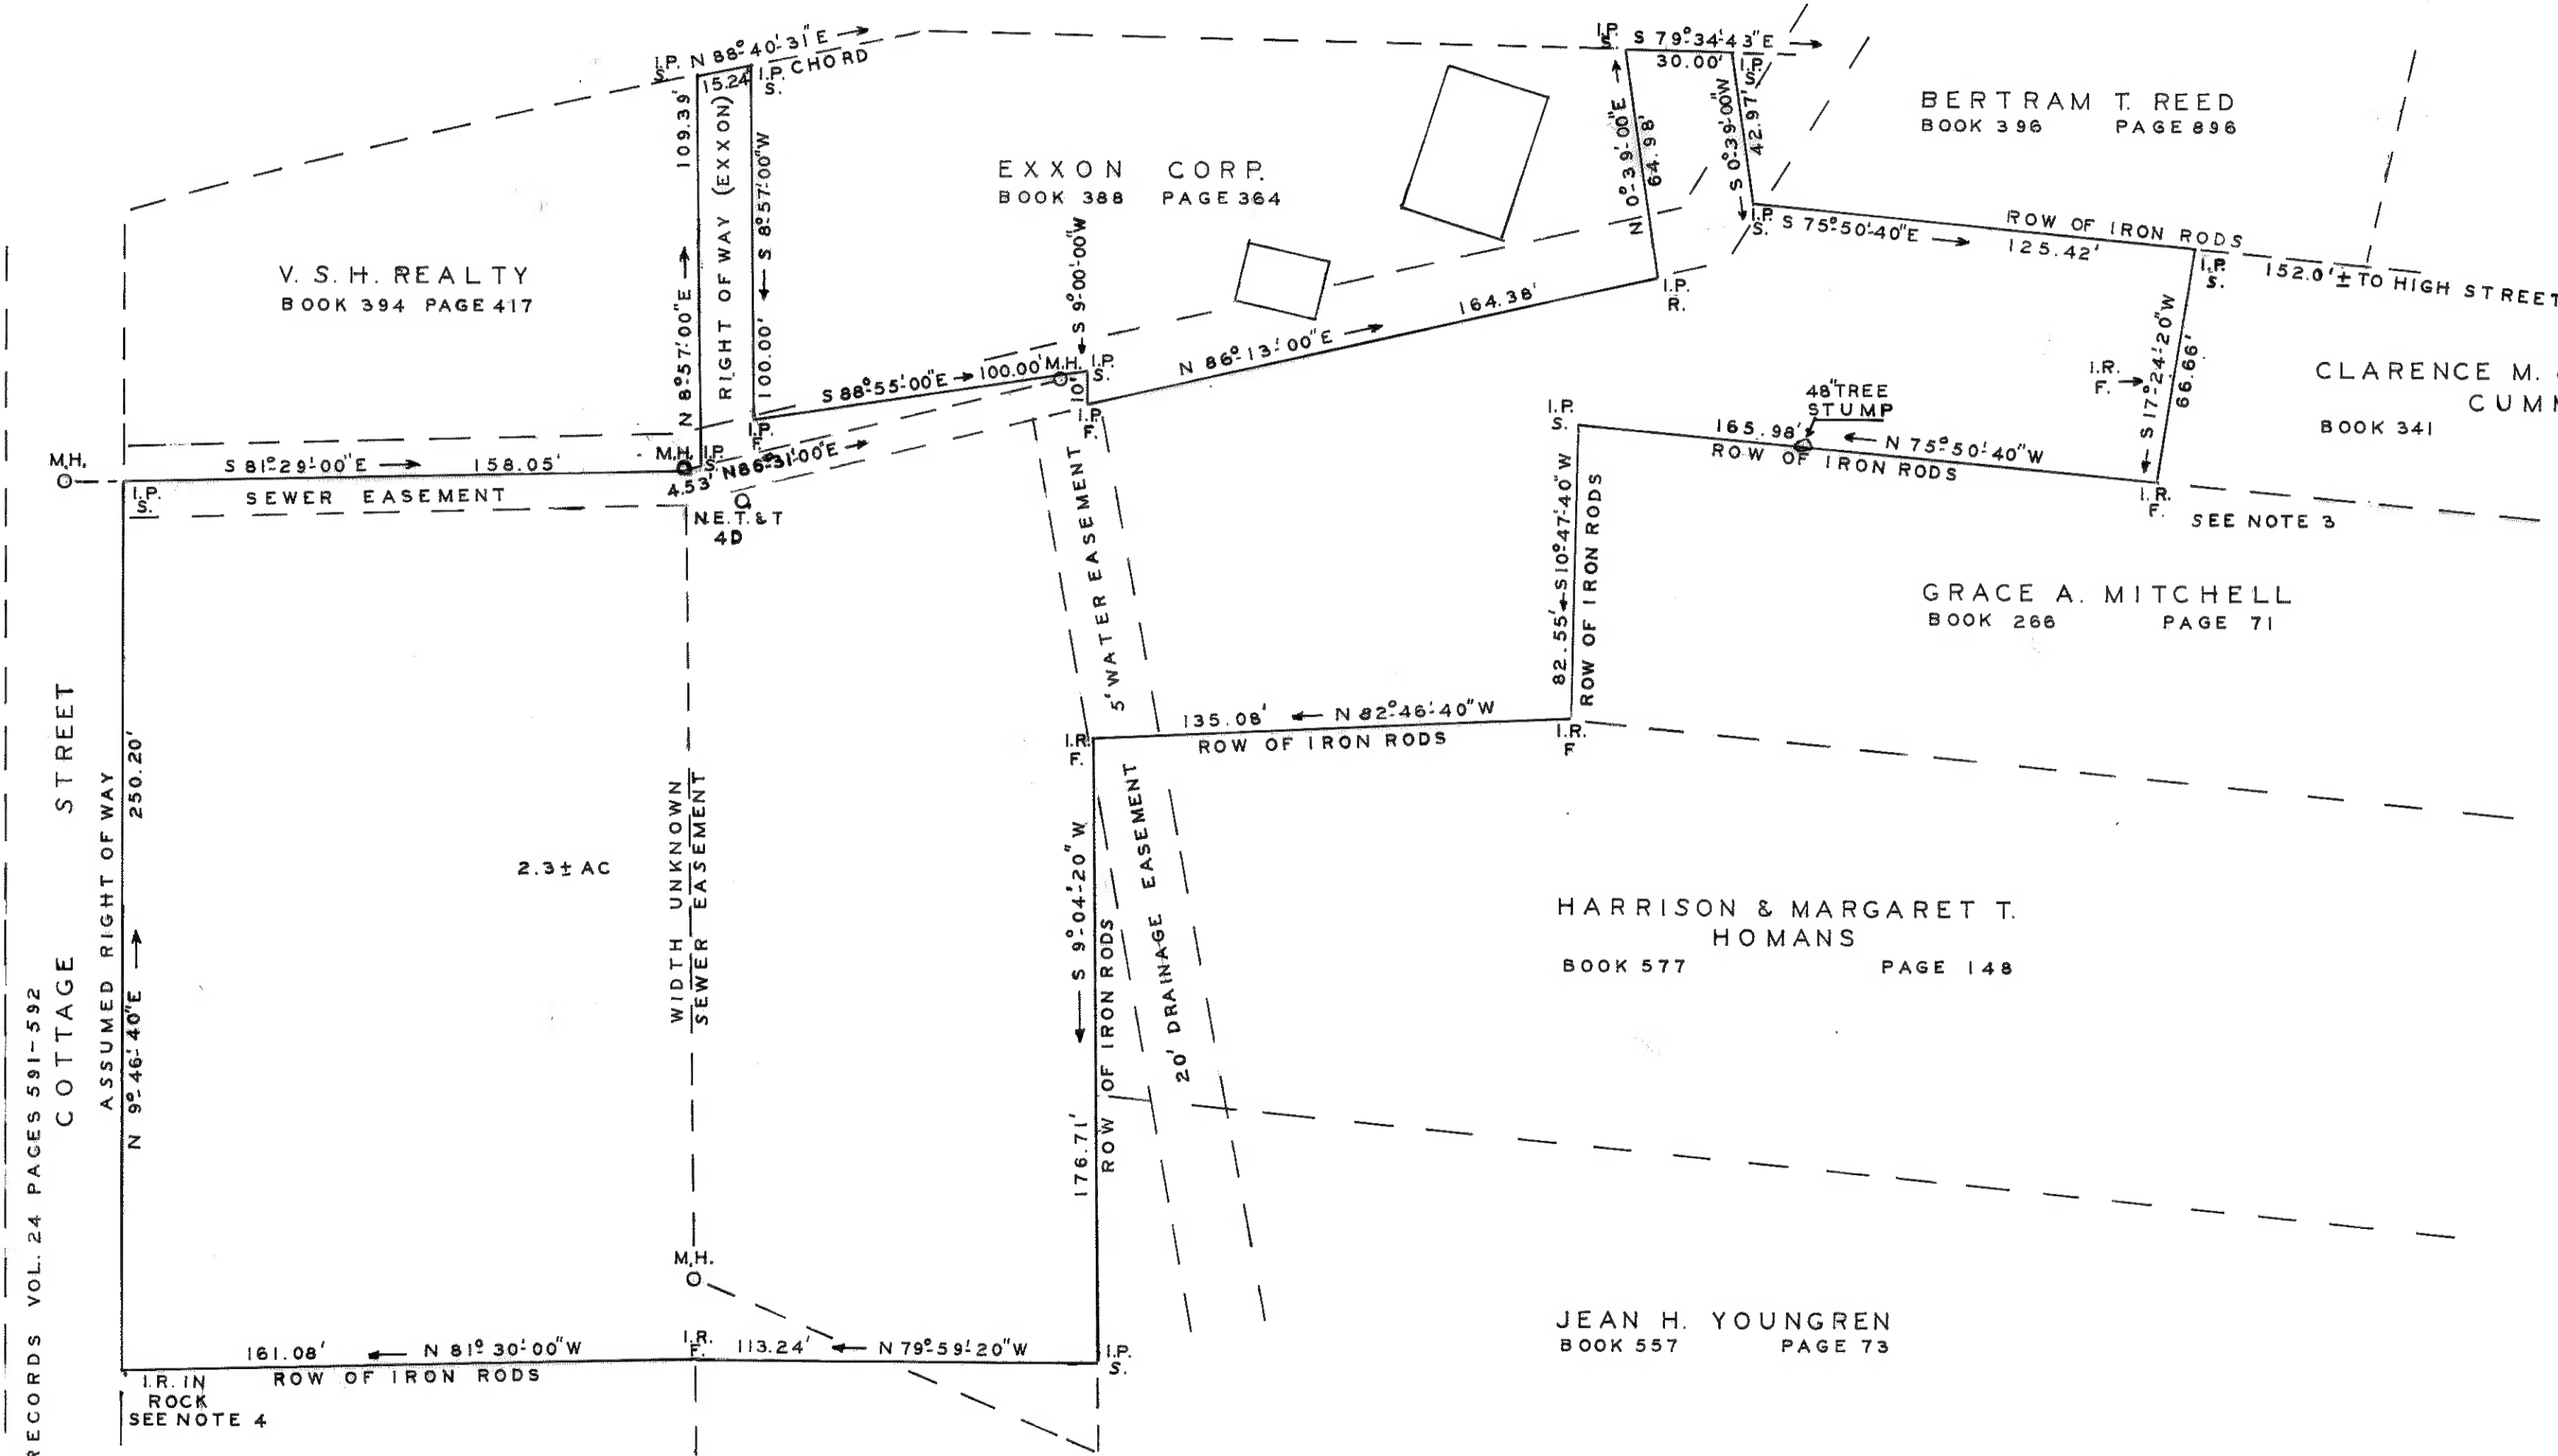 I.P.
S.
N 88°-40'-31"E
CHORD
15.24'
I.P.
S.
109.39'
N 8°-57'-00"E
RIGHT OF WAY (EXXON)
S 8°-57'-00"W
100.00'
I.P.
F.
V. S. H. REALTY
BOOK 394 PAGE 417
EXXON CORP.
BOOK 388 PAGE 364
S 9°-00'-00"W
I.P.
S.
S 79°-34'-43"E
30.00'
I.P.
S.
N 0°-39'-00"E
64.98'
S 0°-39'-00"W
42.97'
BERTRAM T. REED
BOOK 396 PAGE 896
I.P.
S.
S 75°-50'-40"E
125.42'
ROW OF IRON RODS
I.P.
S.
152.0'± TO HIGH STREET
I.P.
R.
164.38'
N 86°-13'-00"E
S 88°-55'-00"E
100.00'
M.H.
I.P.
S.
10'
I.P.
F.
I.R.
F.
S 17°-24'-20"W
66.66'
CLARENCE M.
CUM
BOOK 341
48"TREE
STUMP
I.P.
S.
165.98'
N 75°-50'-40"W
ROW OF IRON RODS
I.R.
F.
SEE NOTE 3
M.H.
S 81°-29'-00"E
158.05'
M.H.
I.P.
S.
4.53'
N86°-31'-00"E
I.P.
S.
SEWER EASEMENT
N.E.T.& T
4D
5' WATER EASEMENT
82.55'
S10°-47'-40"W
ROW OF IRON RODS
GRACE A. MITCHELL
BOOK 266 PAGE 71
135.08'
N 82°-46'-40"W
ROW OF IRON RODS
I.R.
F.
I.R.
F
STREET
COTTAGE
ASSUMED RIGHT OF WAY
250.20'
N 9°-46'-40"E
RECORDS VOL. 24 PAGES 591-592
2.3± AC
WIDTH UNKNOWN
SEWER EASEMENT
S 9°-04'-20"W
176.71'
ROW OF IRON RODS
20' DRAINAGE EASEMENT
HARRISON & MARGARET T.
HOMANS
BOOK 577 PAGE 148
M.H.
JEAN H. YOUNGREN
BOOK 557 PAGE 73
161.08'
N 81°-30'-00"W
I.R.
F.
113.24'
N 79°-59'-20"W
I.P.
S.
I.R. IN
ROCK
SEE NOTE 4
ROW OF IRON RODS